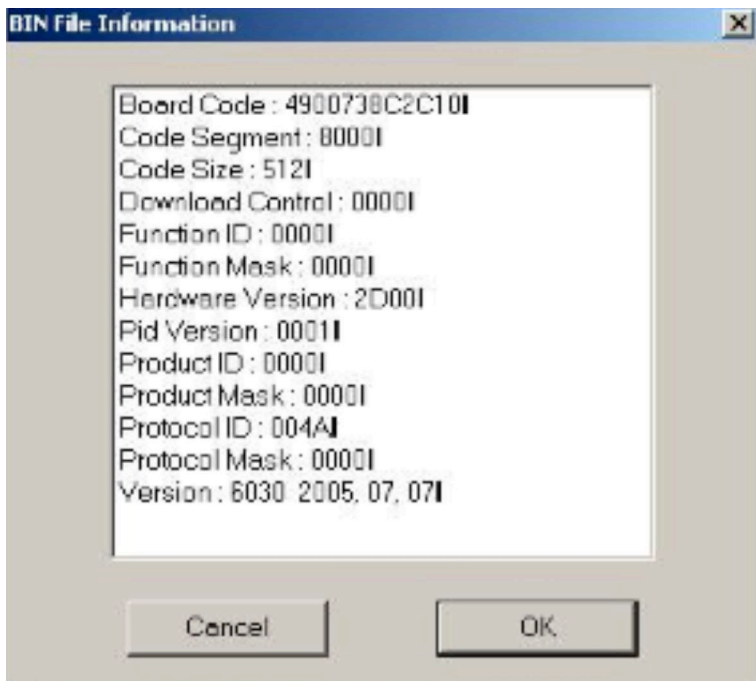 BIN File Information
Board Code : 4900738C2C10
Code Segment : 8000
Code Size : 512
Download Control : 0000
Function ID : 0000
Function Mask : 0000
Hardware Version : 2D00
Pid Version : 0001
Product ID : 0000
Product Mask : 0000
Protocol ID : 004A
Protocol Mask : 0000
Version : 6030 2005, 07, 07
Cancel
OK